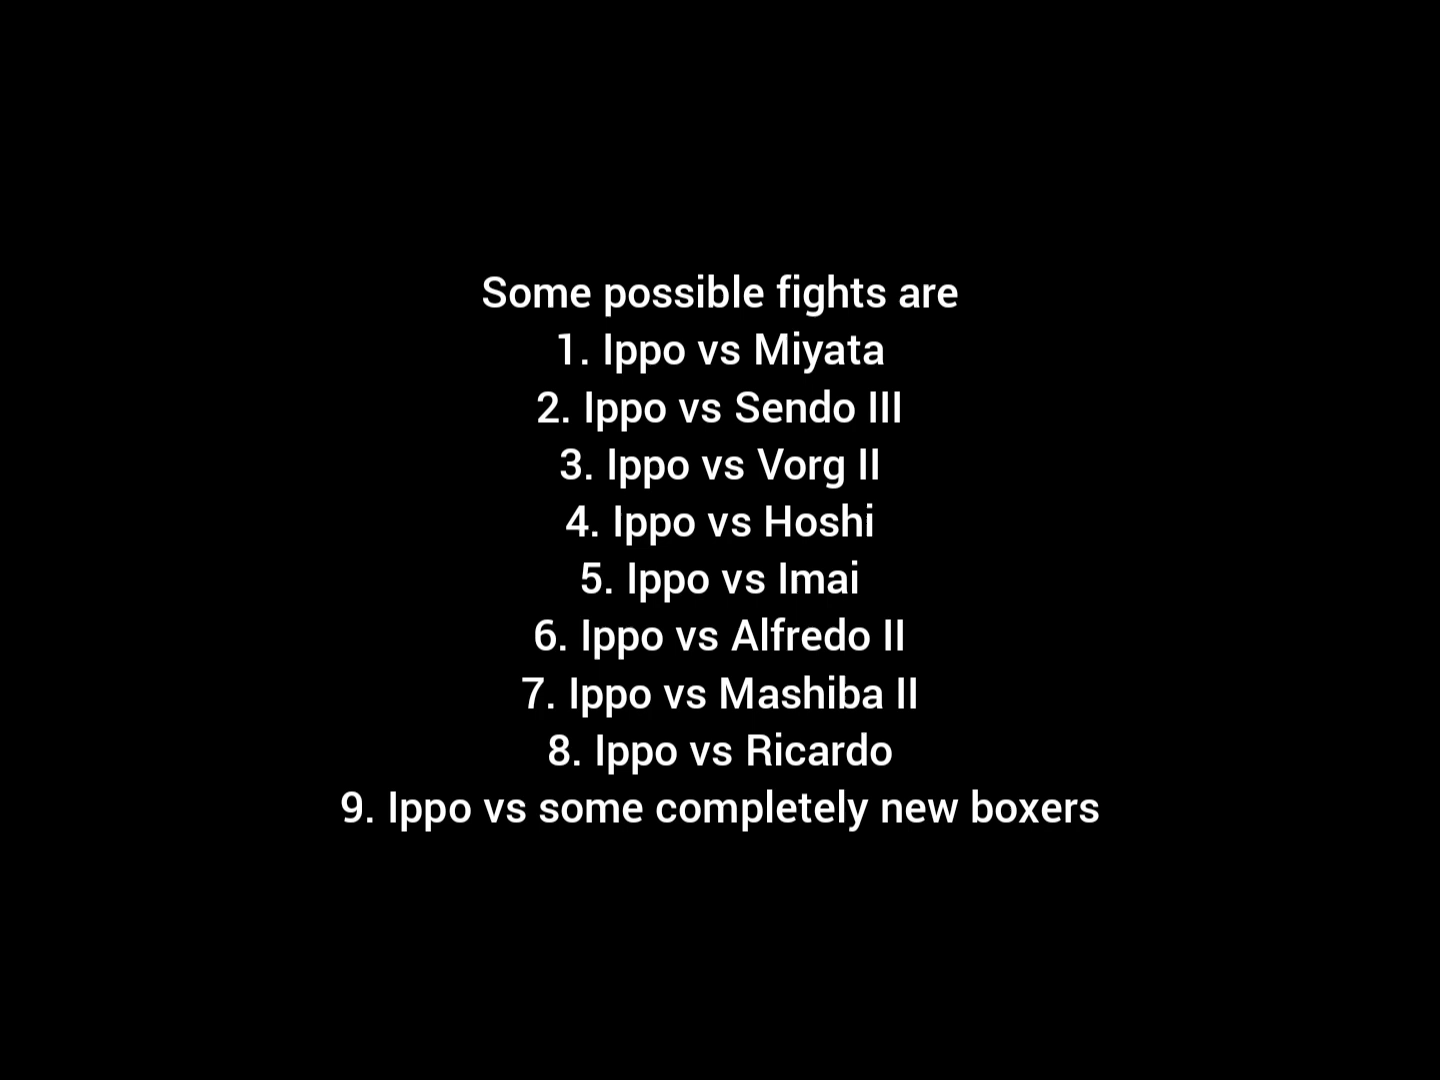 Some possible fights are
1. Ippo vs Miyata
2. Ippo vs Sendo III
3. Ippo vs Vorg II
4. Ippo vs Hoshi
5. Ippo vs Imai
6. Ippo vs Alfredo II
7. Ippo vs Mashiba II
8. Ippo vs Ricardo
9. Ippo vs some completely new boxers